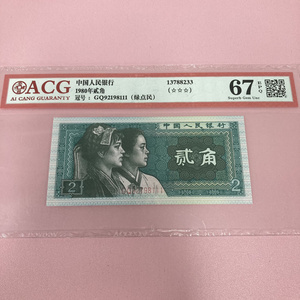 ACG
AI CANG GUARANTY
中国人民银行
1980年贰角
冠号：GQ92198111（绿点民）
13788233
（☆☆☆）
67
EPQ
Superb Gem Unc
中国人民银行
贰角
2
2